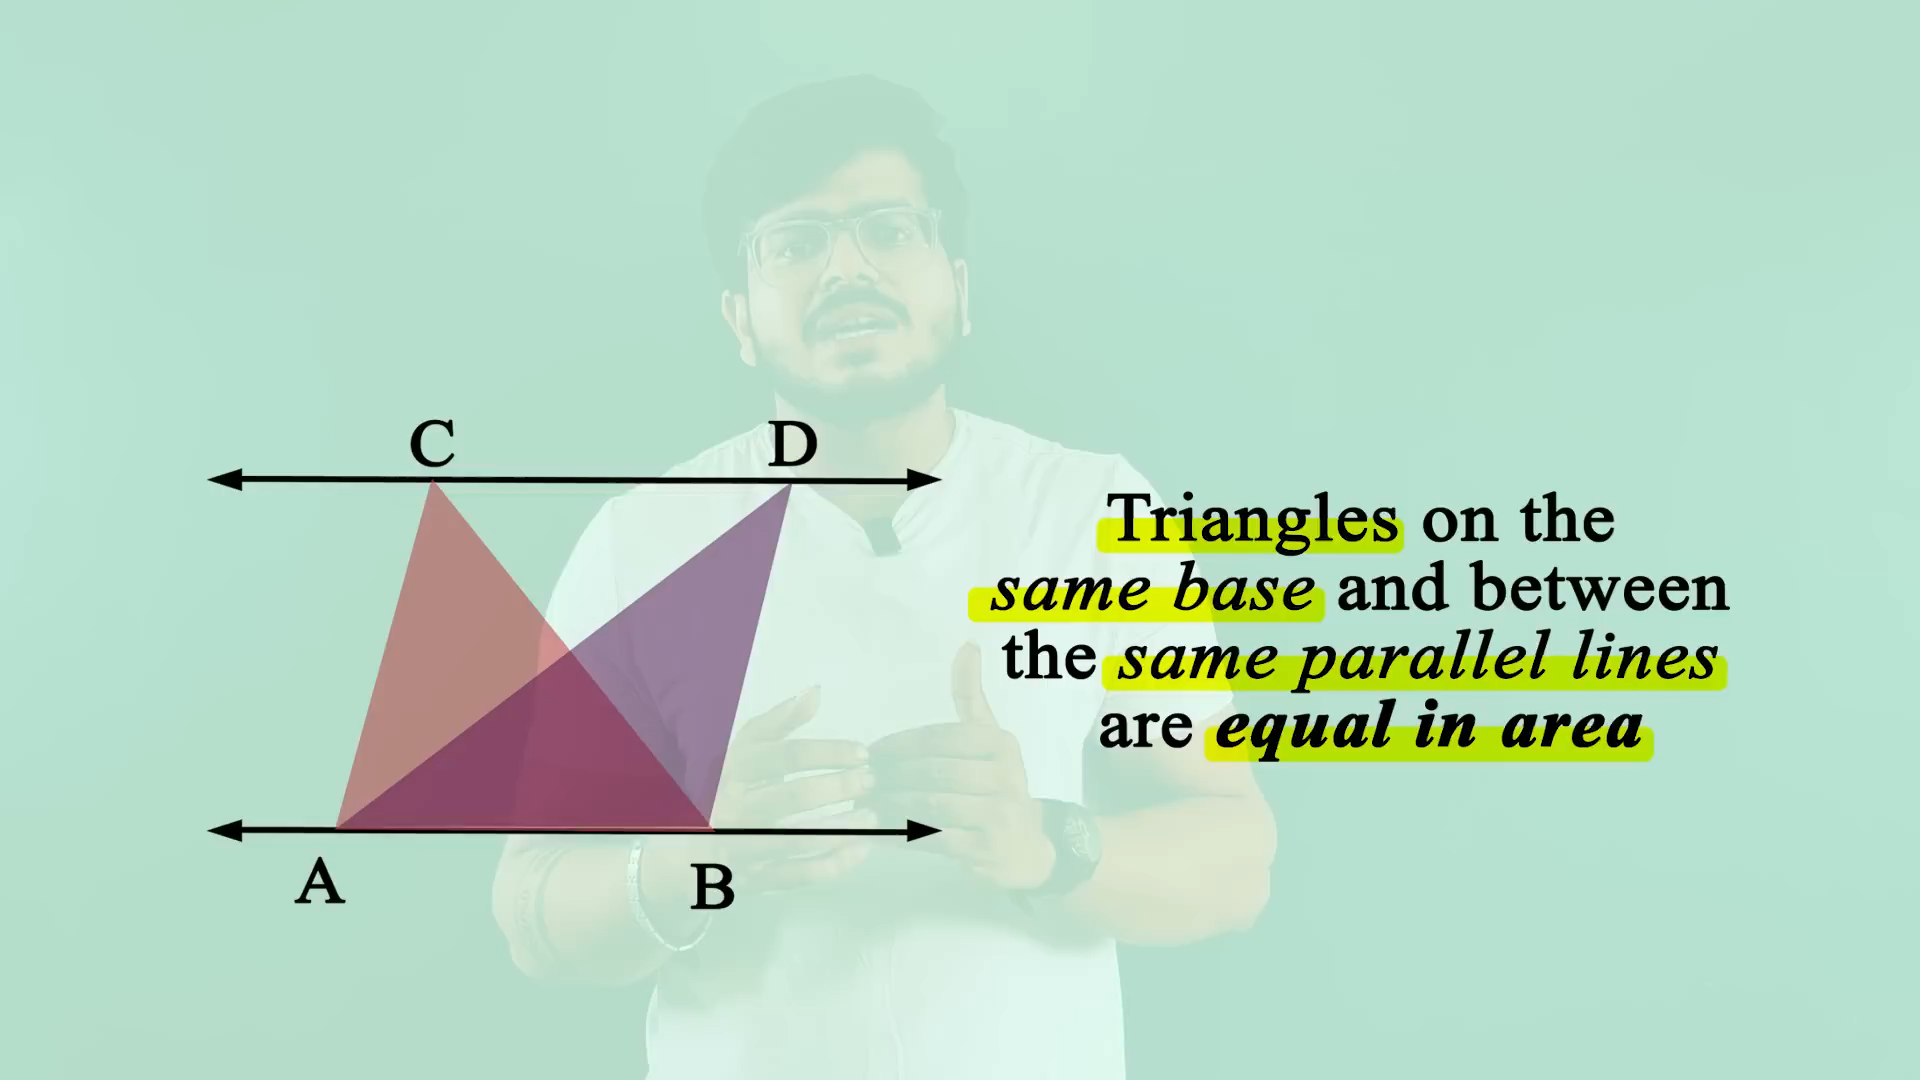 C
D
A
B
Triangles on the
same base and between
the same parallel lines
are equal in area